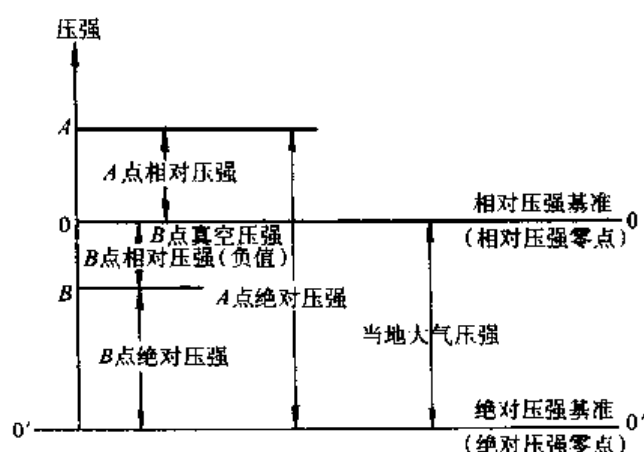 压强
A
A点相对压强
相对压强基准
0
0
(相对压强零点)
B点真空压强
B点相对压强(负值)
B
A点绝对压强
当地大气压强
B点绝对压强
绝对压强基准
0′
0′
(绝对压强零点)